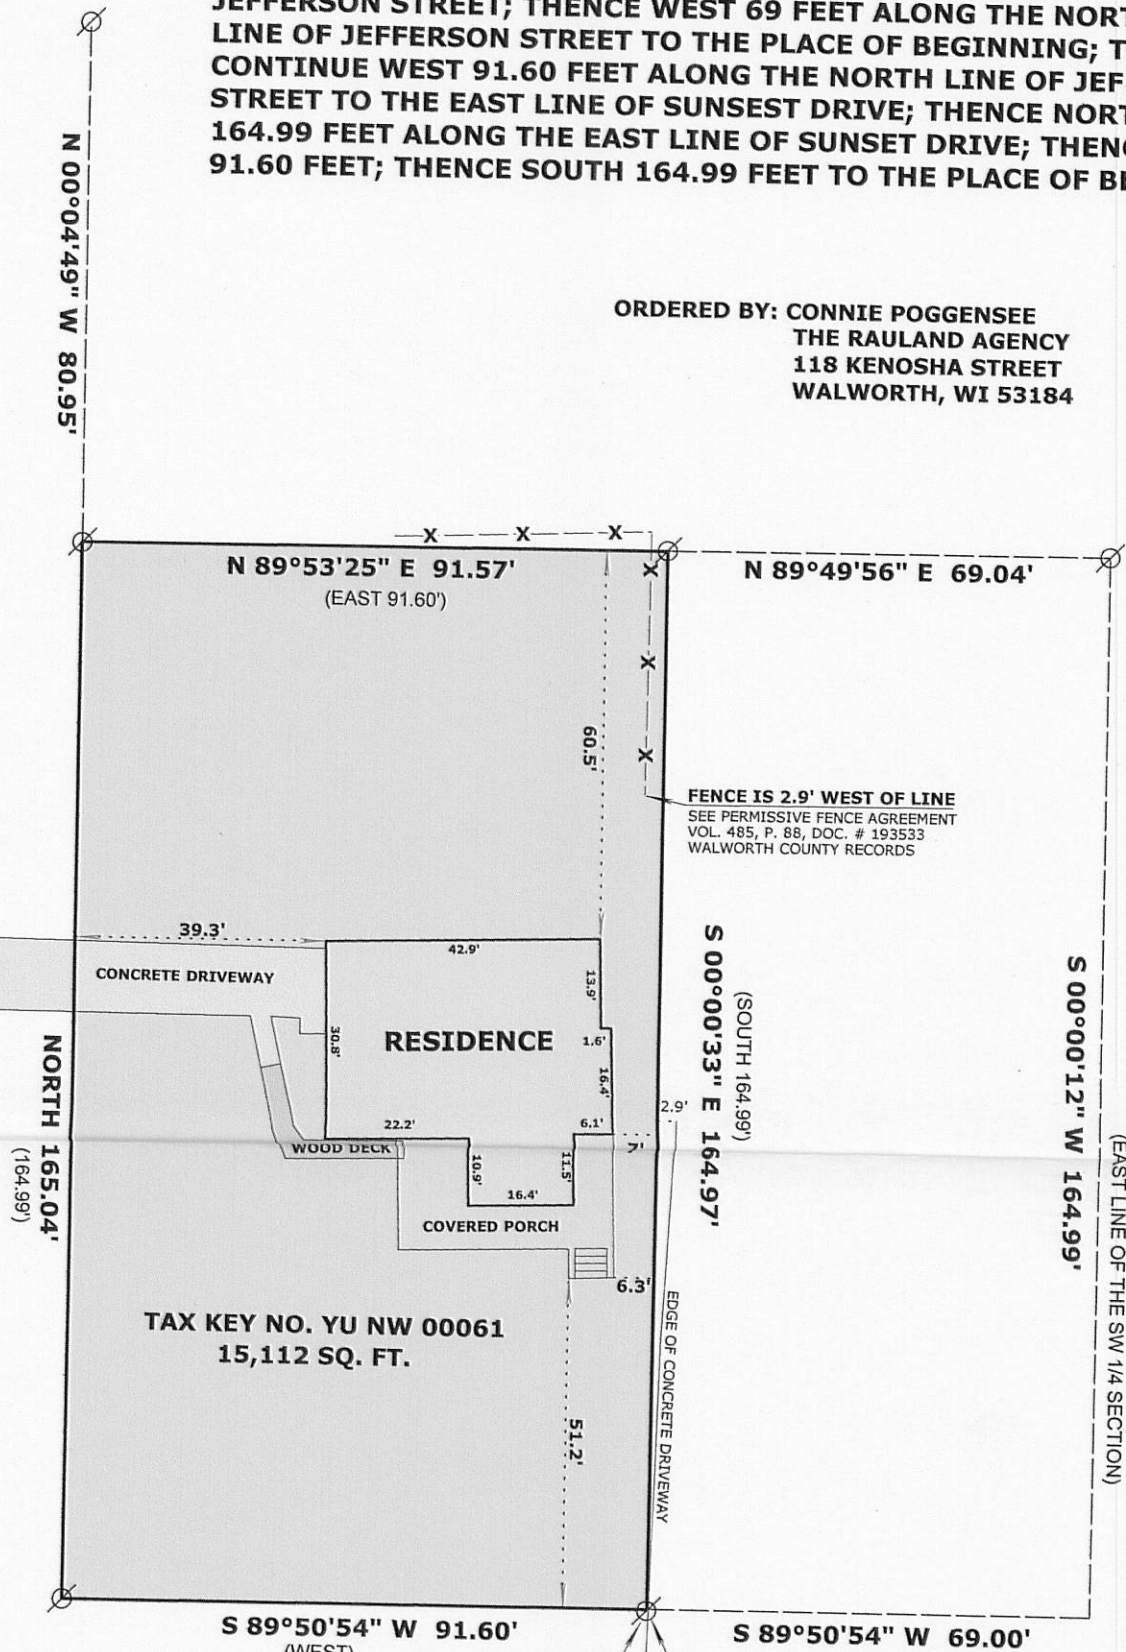 JEFFERSON STREET; THENCE WEST 69 FEET ALONG THE
LINE OF JEFFERSON STREET TO THE PLACE OF BEGINNING;
CONTINUE WEST 91.60 FEET ALONG THE NORTH LINE OF
STREET TO THE EAST LINE OF SUNSEST DRIVE; THENCE
164.99 FEET ALONG THE EAST LINE OF SUNSET DRIVE;
91.60 FEET; THENCE SOUTH 164.99 FEET TO THE PLACE OF
N 00°04'49" W 80.95'
ORDERED BY: CONNIE POGGENSEE
THE RAULAND AGENCY
118 KENOSHA STREET
WALWORTH, WI 53184
X X X
N 89°53'25" E 91.57'
(EAST 91.60')
X
N 89°49'56" E 69.04'
X
60.5'
X
FENCE IS 2.9' WEST OF LINE
SEE PERMISSIVE FENCE AGREEMENT
VOL. 485, P. 88, DOC. # 193533
WALWORTH COUNTY RECORDS
39.3'
42.9'
CONCRETE DRIVEWAY
13.9'
RESIDENCE
1.6'
30.8'
16.4'
S 00°00'33" E 164.97'
(SOUTH 164.99')
S 00°00'12" W 164.99'
(EAST LINE OF THE SW 1/4 SECTION)
NORTH 165.04'
(164.99')
2.9'
22.2'
6.1'
7'
WOOD DECK
10.9'
11.5'
16.4'
COVERED PORCH
6.3'
TAX KEY NO. YU NW 00061
15,112 SQ. FT.
EDGE OF CONCRETE DRIVEWAY
51.2'
S 89°50'54" W 91.60'
(WEST)
S 89°50'54" W 69.00'